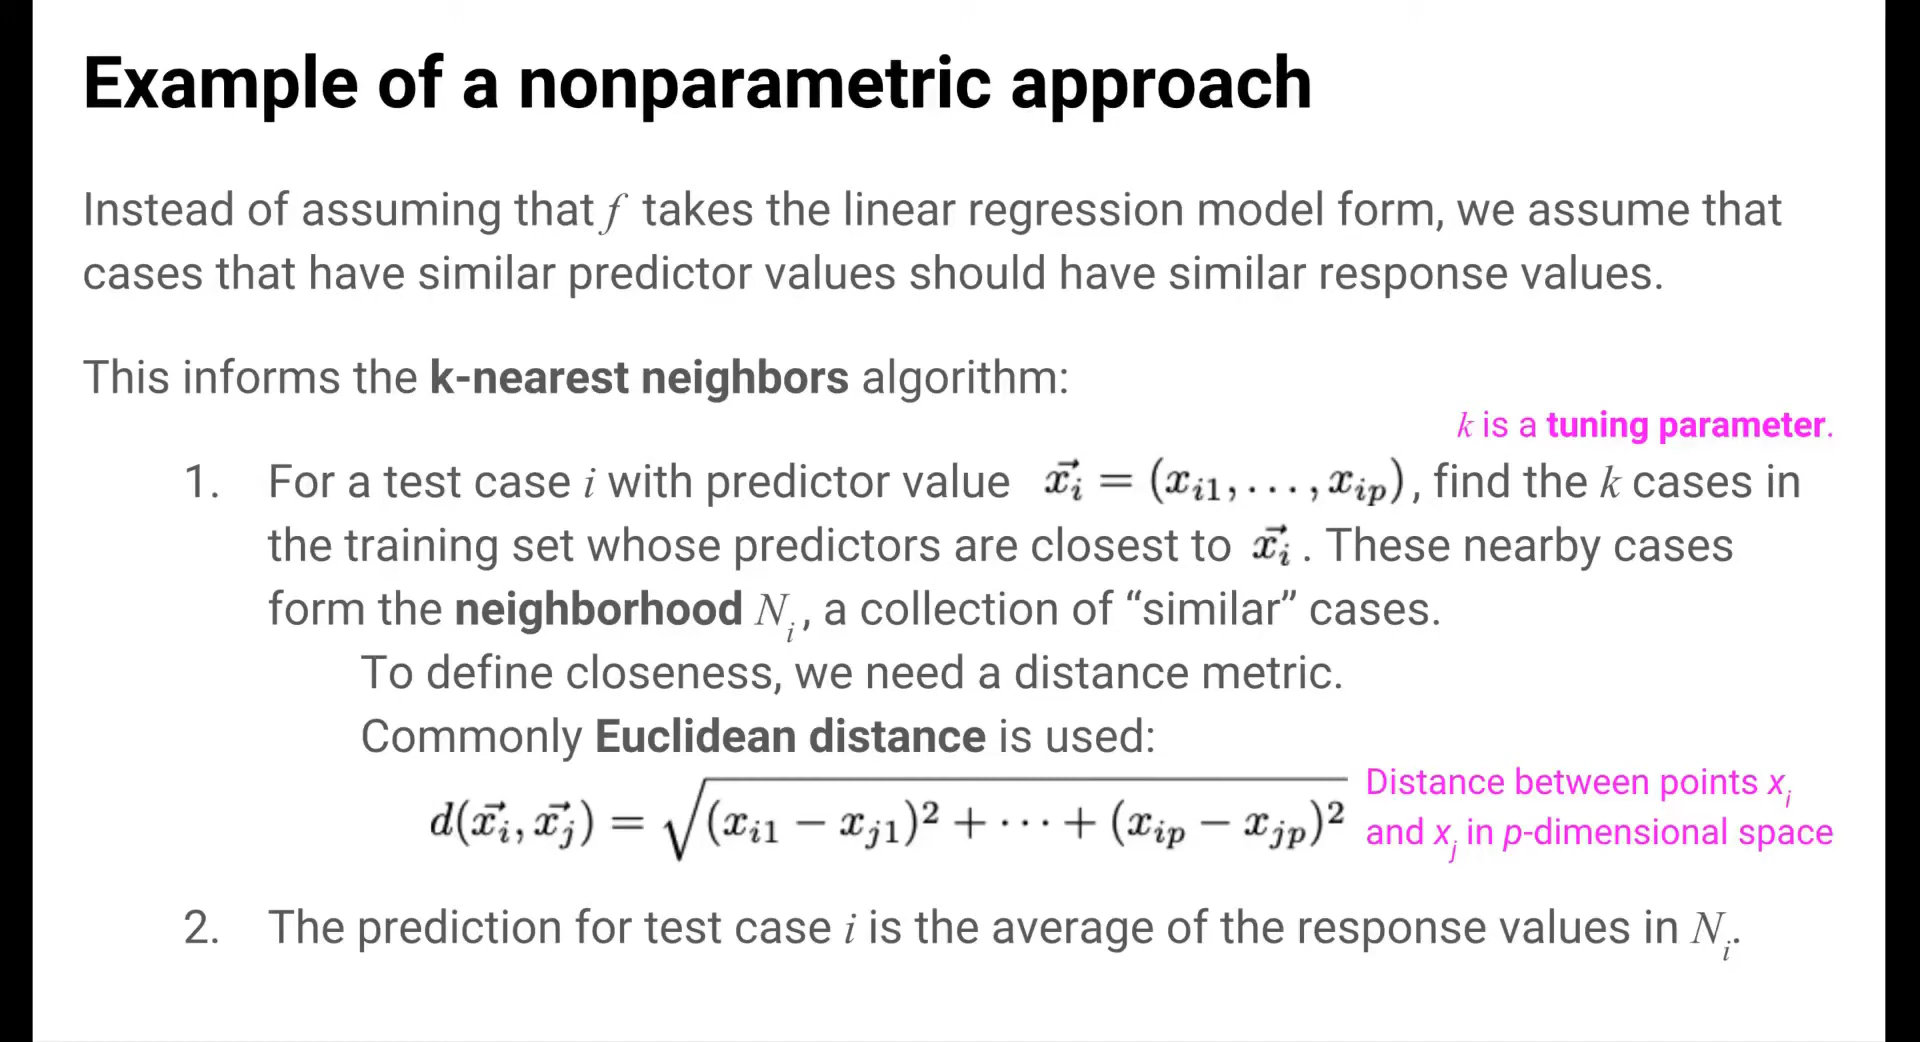 Example of a nonparametric approach
Instead of assuming that f takes the linear regression model form, we assume that
cases that have similar predictor values should have similar response values.
This informs the k-nearest neighbors algorithm:
k is a tuning parameter.
1. For a test case i with predictor value x⃗ᵢ = (xᵢ₁, . . . , xᵢₚ), find the k cases in
the training set whose predictors are closest to x⃗ᵢ . These nearby cases
form the neighborhood Nᵢ, a collection of “similar” cases.
To define closeness, we need a distance metric.
Commonly Euclidean distance is used:
d(x⃗ᵢ, x⃗ⱼ) = √((xᵢ₁ − xⱼ₁)² + · · · + (xᵢₚ − xⱼₚ)²)
Distance between points xᵢ
and xⱼ in p-dimensional space
2. The prediction for test case i is the average of the response values in Nᵢ.